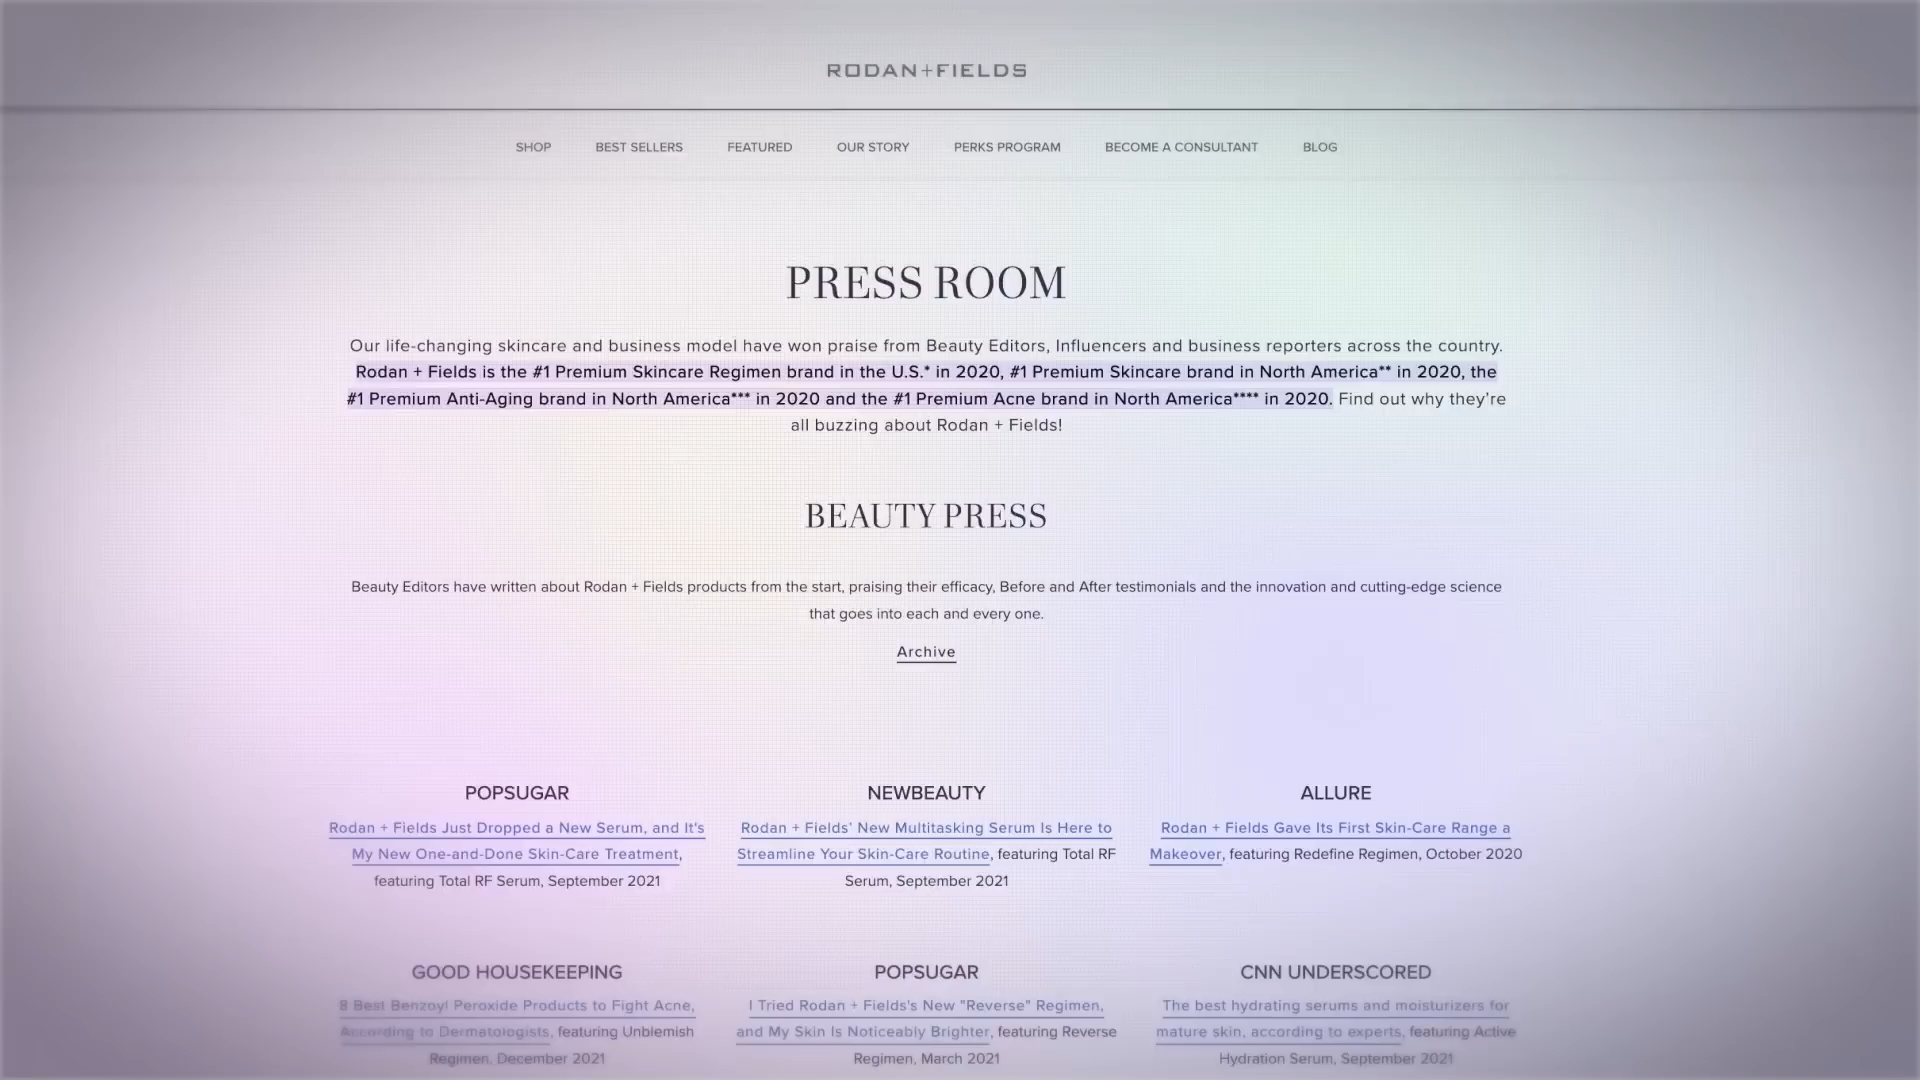 RODAN+FIELDS
SHOP BEST SELLERS FEATURED OUR STORY PERKS PROGRAM BECOME A CONSULTANT BLOG
PRESS ROOM
Our life-changing skincare and business model have won praise from Beauty Editors, Influencers and business reporters across the country.
Rodan + Fields is the #1 Premium Skincare Regimen brand in the U.S.* in 2020, #1 Premium Skincare brand in North America** in 2020, the
#1 Premium Anti-Aging brand in North America*** in 2020 and the #1 Premium Acne brand in North America**** in 2020. Find out why they're
all buzzing about Rodan + Fields!
BEAUTY PRESS
Beauty Editors have written about Rodan + Fields products from the start, praising their efficacy, Before and After testimonials and the innovation and cutting-edge science
that goes into each and every one.
Archive
POPSUGAR
Rodan + Fields Just Dropped a New Serum, and It's
My New One-and-Done Skin-Care Treatment,
featuring Total RF Serum, September 2021
NEWBEAUTY
Rodan + Fields' New Multitasking Serum Is Here to
Streamline Your Skin-Care Routine, featuring Total RF
Serum, September 2021
ALLURE
Rodan + Fields Gave Its First Skin-Care Range a
Makeover, featuring Redefine Regimen, October 2020
GOOD HOUSEKEEPING
8 Best Benzoyl Peroxide Products to Fight Acne,
According to Dermatologists, featuring Unblemish
Regimen, December 2021
POPSUGAR
I Tried Rodan + Fields's New "Reverse" Regimen,
and My Skin Is Noticeably Brighter, featuring Reverse
Regimen, March 2021
CNN UNDERSCORED
The best hydrating serums and moisturizers for
mature skin, according to experts, featuring Active
Hydration Serum, September 2021